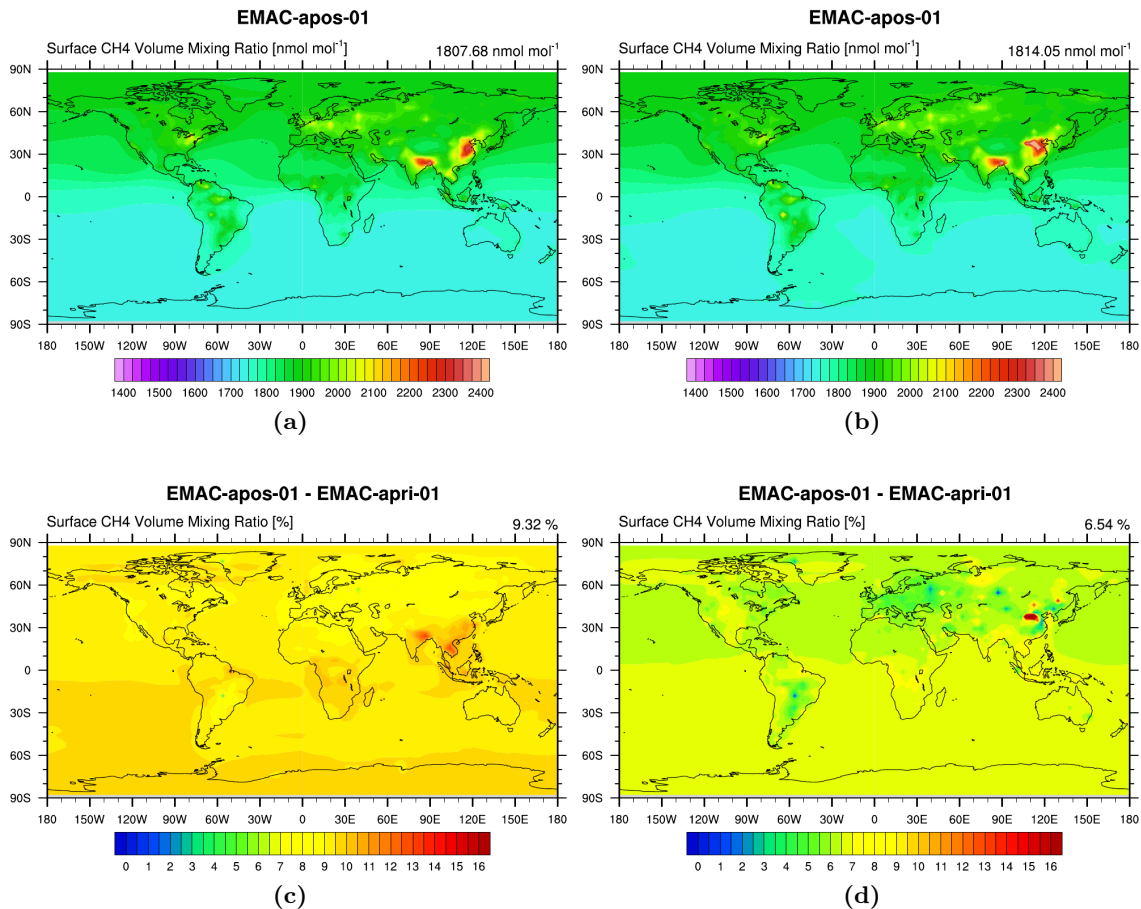 EMAC-apos-01
Surface CH4 Volume Mixing Ratio [nmol mol⁻¹] 1807.68 nmol mol⁻¹
90N
60N
30N
0
30S
60S
90S
180 150W 120W 90W 60W 30W 0 30E 60E 90E 120E 150E 180
1400 1500 1600 1700 1800 1900 2000 2100 2200 2300 2400
(a)
EMAC-apos-01
Surface CH4 Volume Mixing Ratio [nmol mol⁻¹] 1814.05 nmol mol⁻¹
90N
60N
30N
0
30S
60S
90S
180 150W 120W 90W 60W 30W 0 30E 60E 90E 120E 150E 180
1400 1500 1600 1700 1800 1900 2000 2100 2200 2300 2400
(b)
EMAC-apos-01 - EMAC-apri-01
Surface CH4 Volume Mixing Ratio [%] 9.32 %
90N
60N
30N
0
30S
60S
90S
180 150W 120W 90W 60W 30W 0 30E 60E 90E 120E 150E 180
0 1 2 3 4 5 6 7 8 9 10 11 12 13 14 15 16
(c)
EMAC-apos-01 - EMAC-apri-01
Surface CH4 Volume Mixing Ratio [%] 6.54 %
90N
60N
30N
0
30S
60S
90S
180 150W 120W 90W 60W 30W 0 30E 60E 90E 120E 150E 180
0 1 2 3 4 5 6 7 8 9 10 11 12 13 14 15 16
(d)